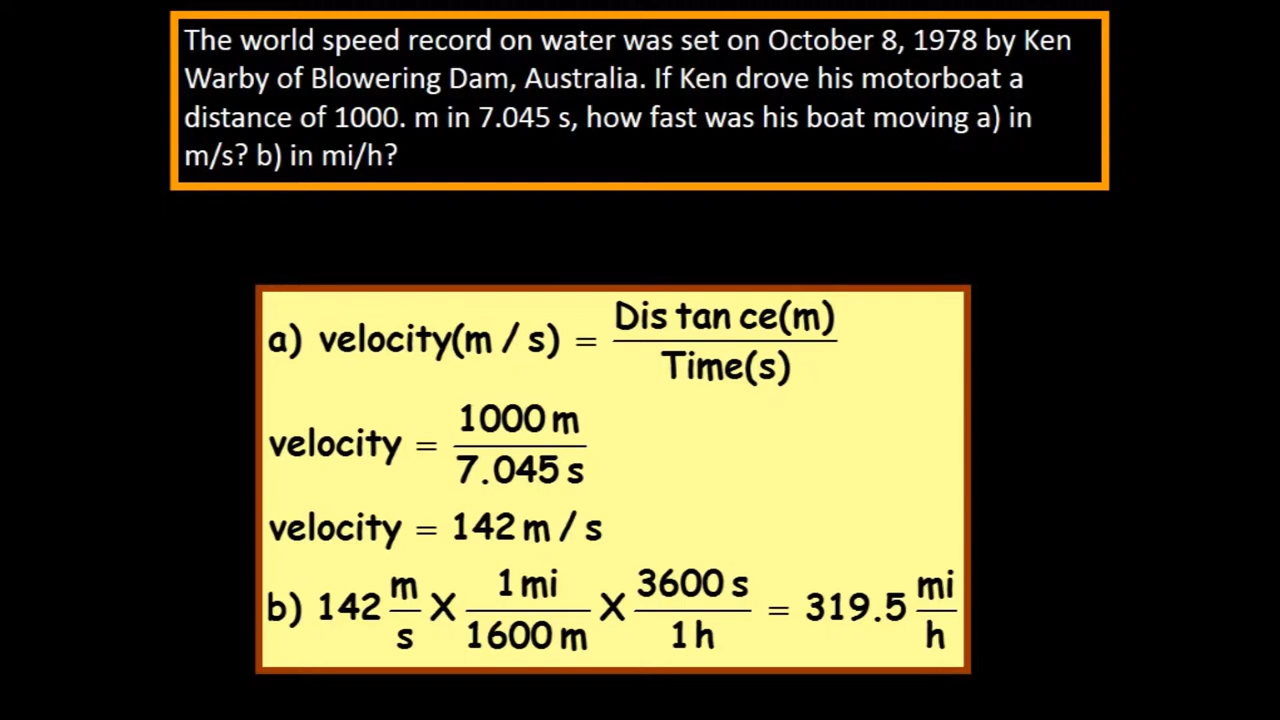 The world speed record on water was set on October 8, 1978 by Ken
Warby of Blowering Dam, Australia. If Ken drove his motorboat a
distance of 1000. m in 7.045 s, how fast was his boat moving a) in
m/s? b) in mi/h?
a) velocity(m / s) = Dis tan ce(m) / Time(s)
velocity = 1000 m / 7.045 s
velocity = 142 m / s
b) 142 m/s X 1 mi/1600 m X 3600 s/1 h = 319.5 mi/h